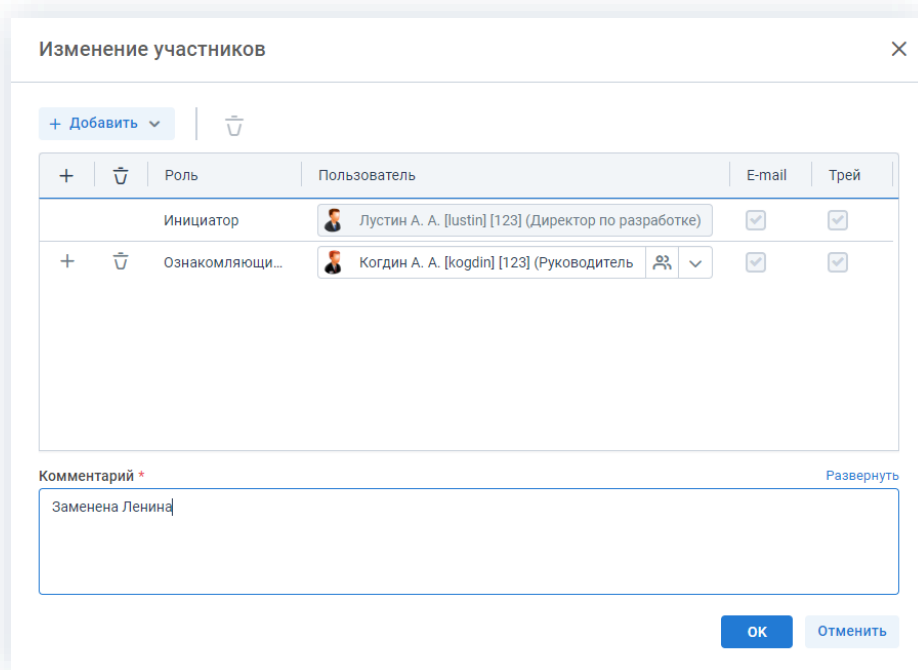 Изменение участников
+ Добавить
Роль Пользователь E-mail Трей
Инициатор Лустин А. А. [lustin] [123] (Директор по разработке)
Ознакомляющи... Когдин А. А. [kogdin] [123] (Руководитель
Комментарий * Развернуть
Заменена Ленина
ОК Отменить